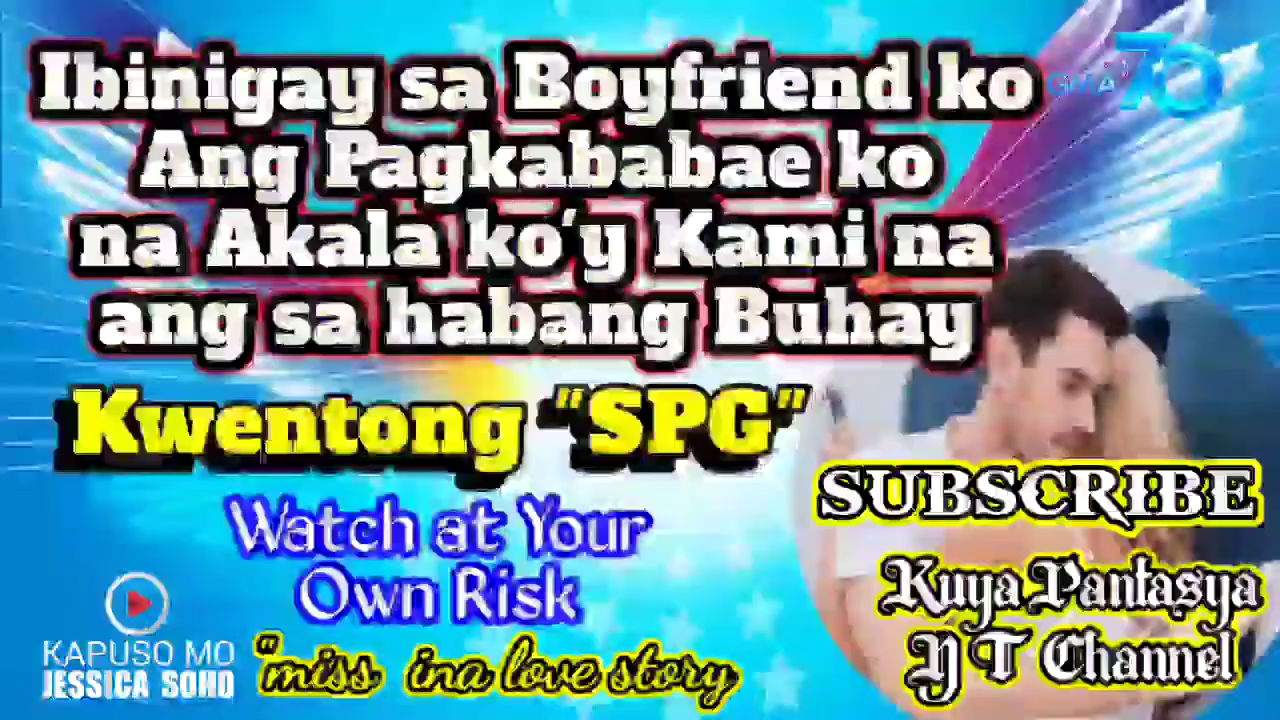 Ibinigay sa Boyfriend ko
GMA 70
Ang Pagkababae ko
na Akala ko'y Kami na
ang sa habang Buhay
Kwentong "SPG"
SUBSCRIBE
Watch at Your
Own Risk
Kuya Pantasya
Y T Channel
KAPUSO MO
JESSICA SOHO
"miss ina love story